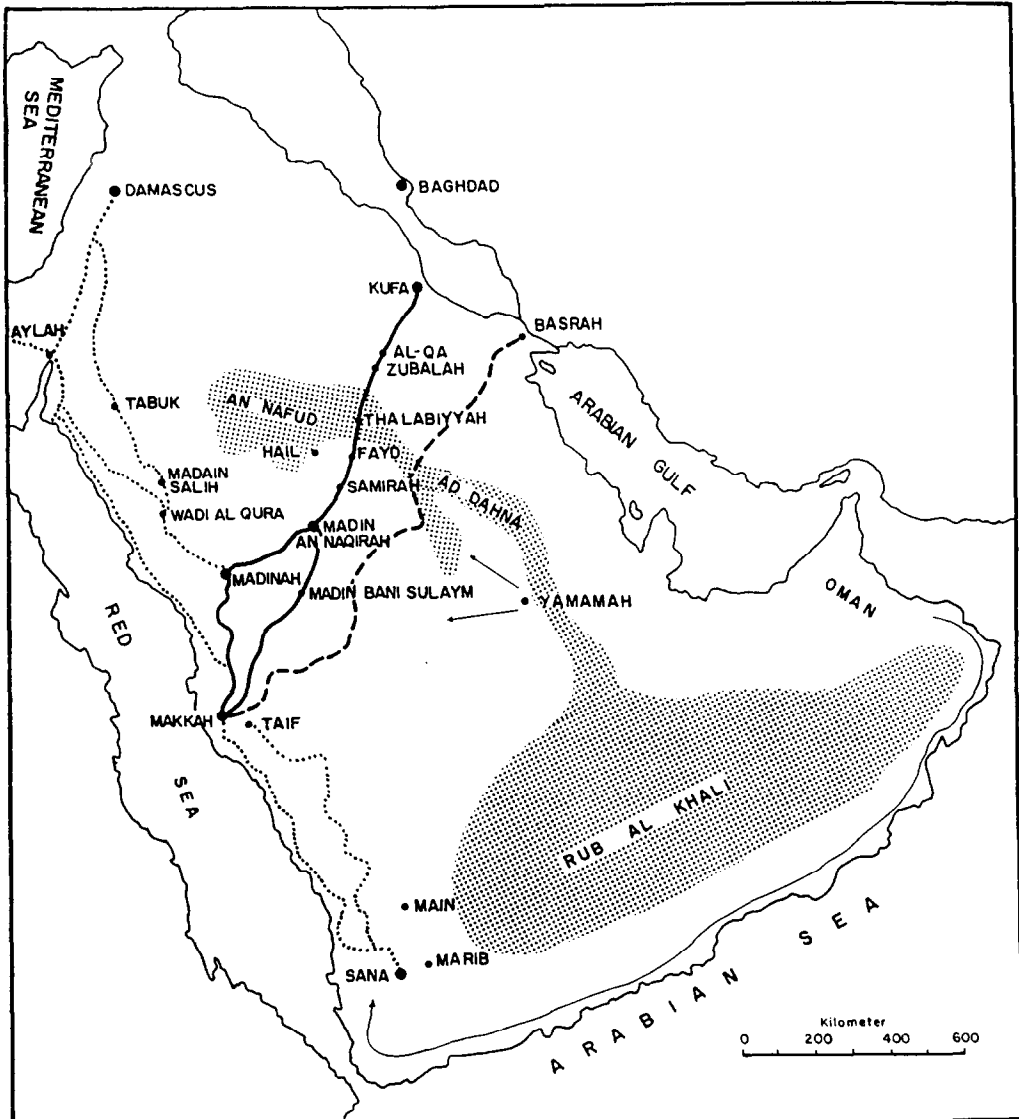 MEDITERRANEAN
SEA
DAMASCUS
BAGHDAD
KUFA
BASRAH
AYLAH
AL-QA
ZUBALAH
TABUK
AN NAFUD
THALABIYYAH
ARABIAN GULF
HAIL
FAYD
MADAIN
SALIH
SAMIRAH
AD DAHNA
WADI AL QURA
MADIN
AN NAQIRAH
MADINAH
MADIN BANI SULAYM
YAMAMAH
OMAN
RED SEA
MAKKAH
TAIF
RUB AL KHALI
MAIN
MARIB
SANA
ARABIAN SEA
Kilometer
0 200 400 600